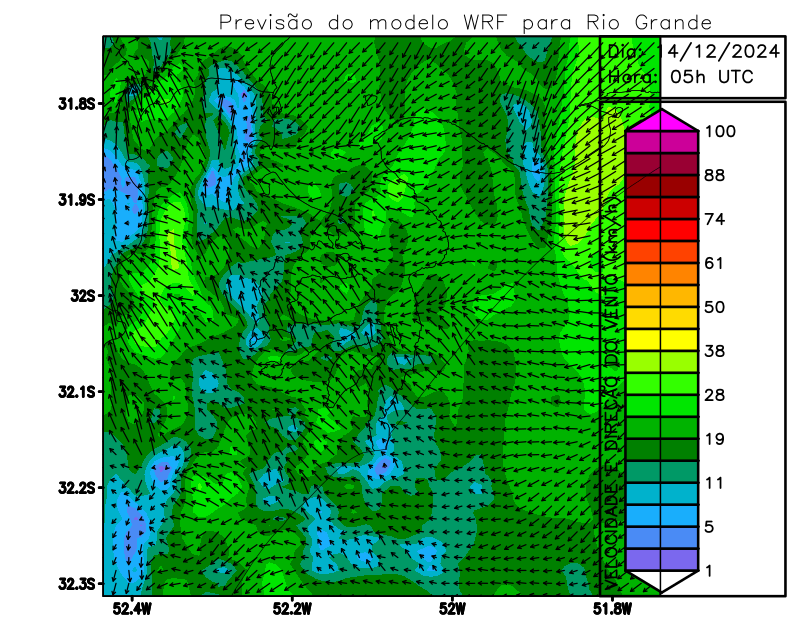 Previsão do modelo WRF para Rio Grande
Dia: 14/12/2024
Hora: 05h UTC
31.8S
31.9S
32S
32.1S
32.2S
32.3S
52.4W
52.2W
52W
51.8W
VELOCIDADE E DIREÇÃO DO VENTO (km/h)
100
88
74
61
50
38
28
19
11
5
1